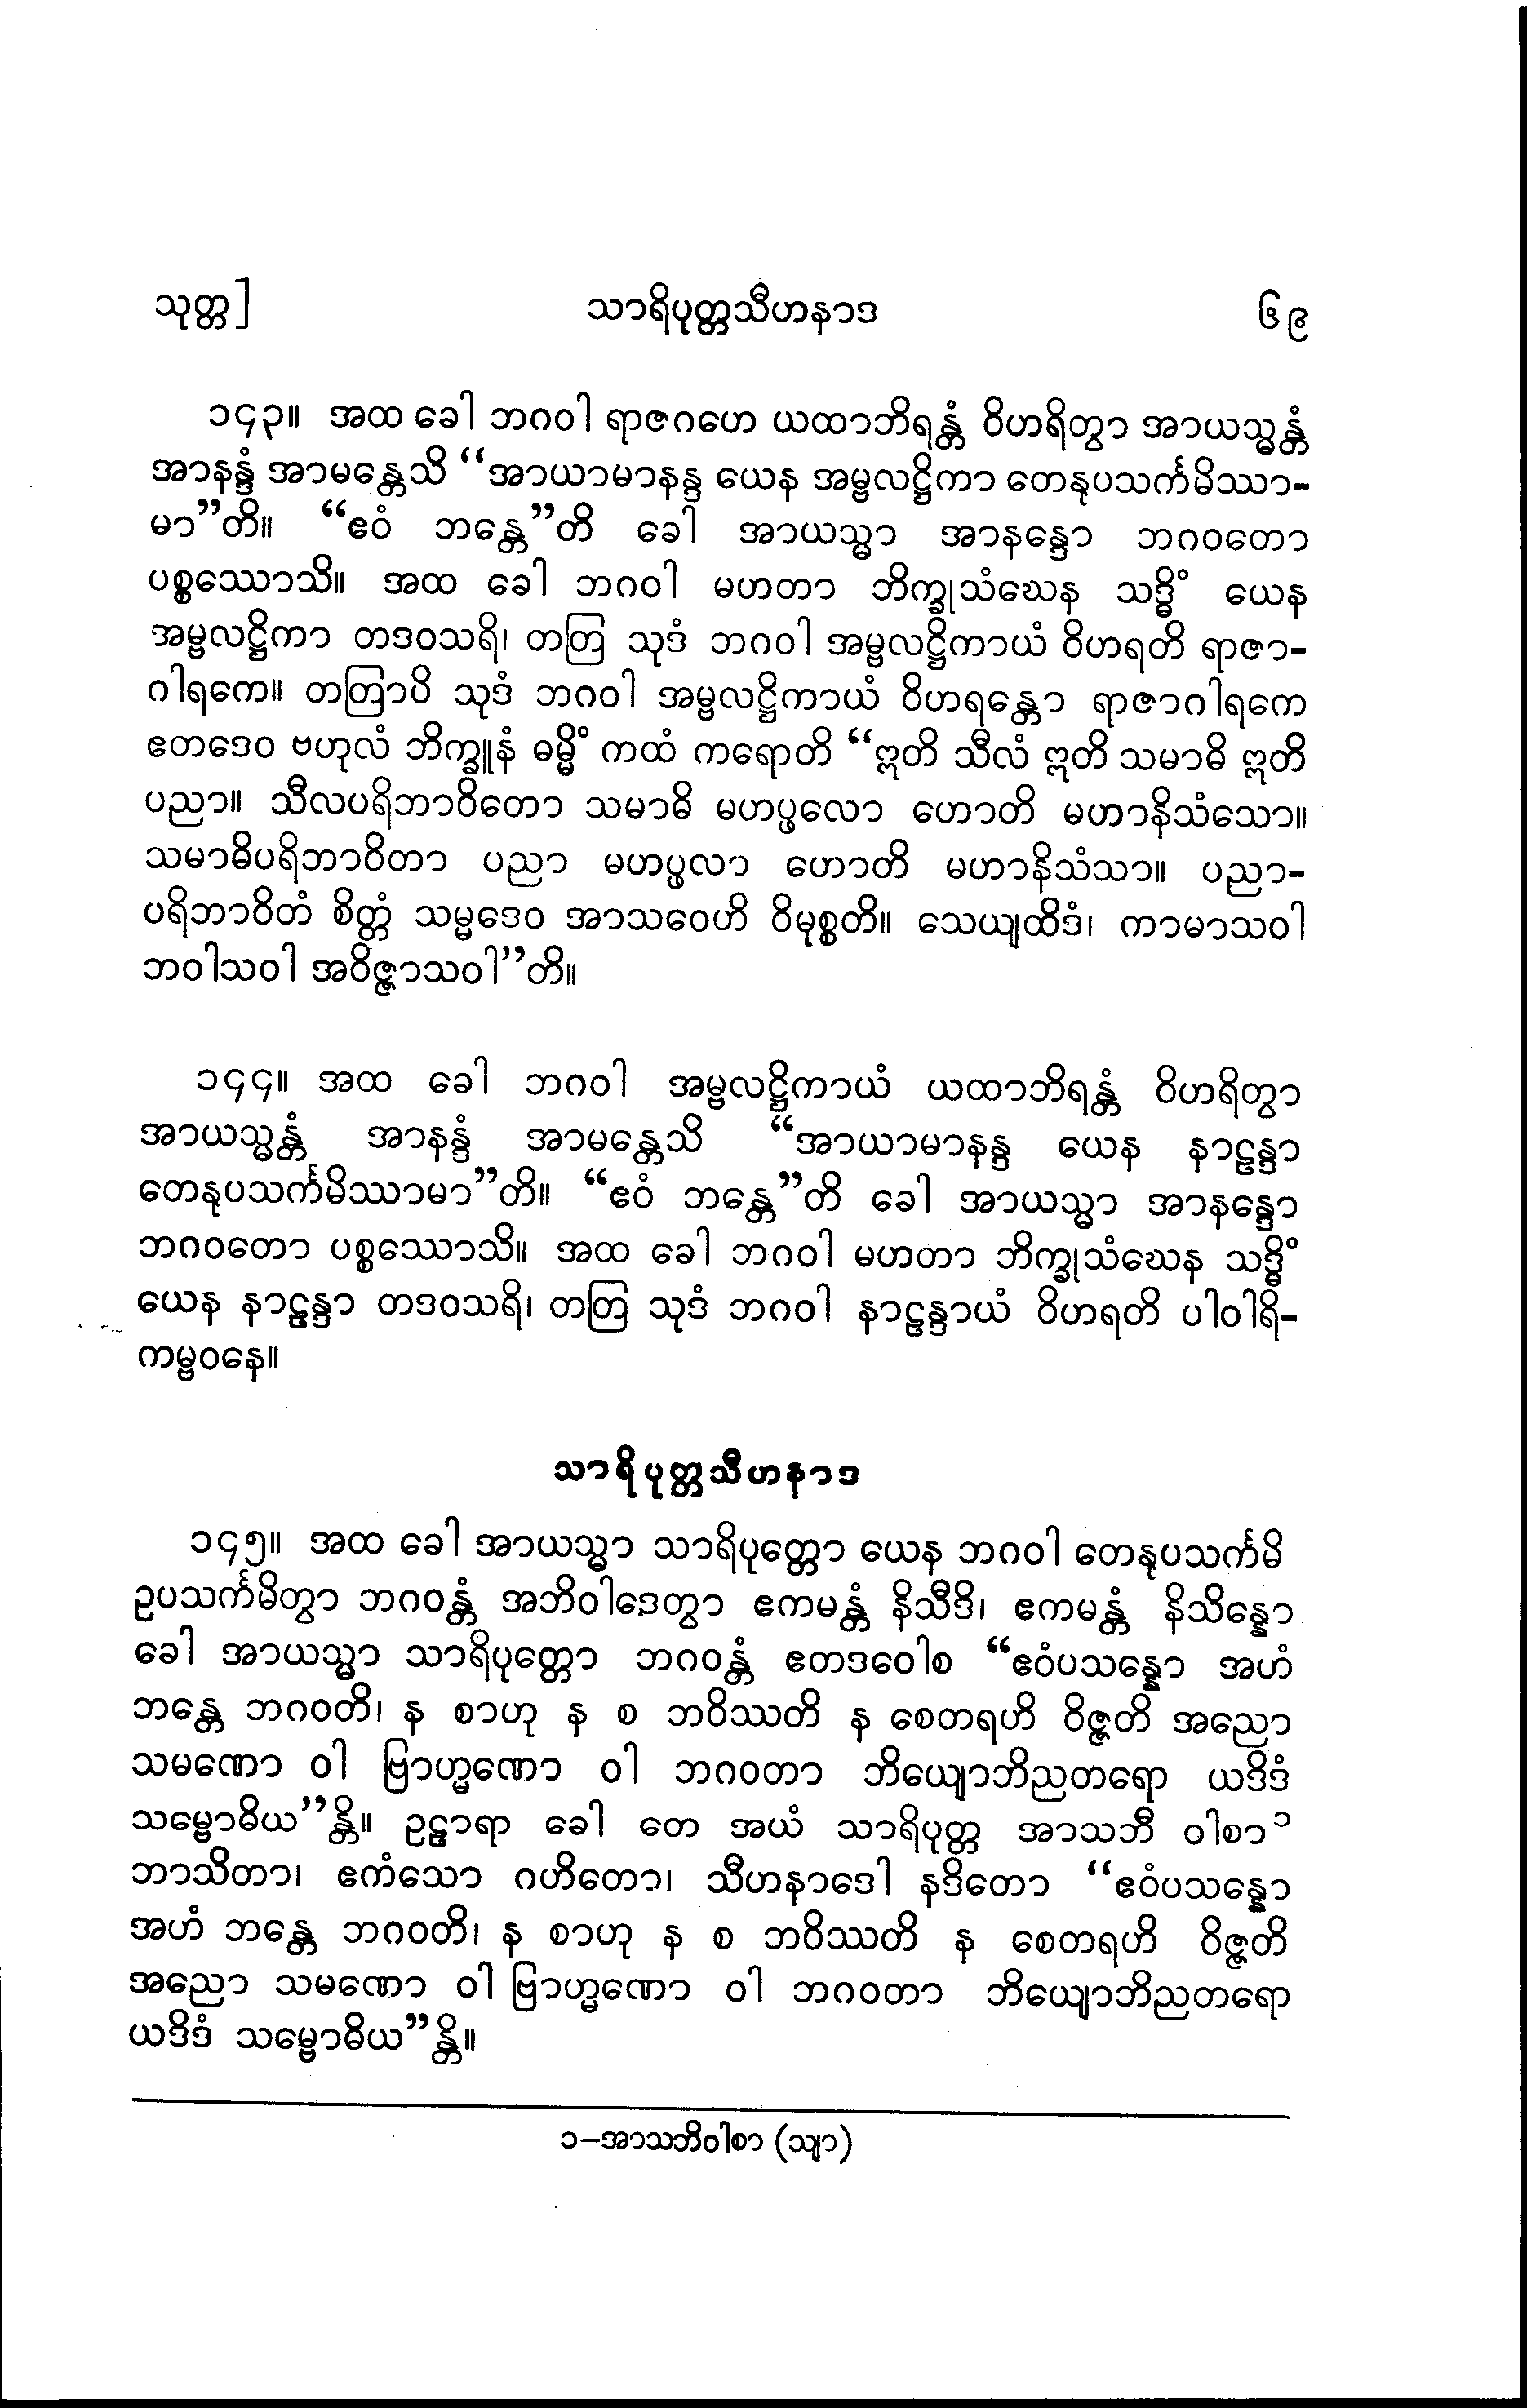 သုတ္တ] သာရိပုတ္တသီဟနာဒ ၆၉
၁၄၃။ အထ ခေါ ဘဂဝါ ရာဇဂဟေ ယထာဘိရန္တံ ဝိဟရိတွာ အာယသ္မန္တံ
အာနန္ဒံ အာမန္တေသိ “အာယာမာနန္ဒ ယေန အမ္ဗလဋ္ဌိကာ တေနုပသင်္ကမိဿာ-
မာ”တိ။ “ဧဝံ ဘန္တေ”တိ ခေါ အာယသ္မာ အာနန္ဒော ဘဂဝတော
ပစ္စဿောသိ။ အထ ခေါ ဘဂဝါ မဟတာ ဘိက္ခုသံဃေန သဒ္ဓိံ ယေန
အမ္ဗလဋ္ဌိကာ တဒဝသရိ၊ တတြ သုဒံ ဘဂဝါ အမ္ဗလဋ္ဌိကာယံ ဝိဟရတိ ရာဇာ-
ဂါရကေ။ တတြာပိ သုဒံ ဘဂဝါ အမ္ဗလဋ္ဌိကာယံ ဝိဟရန္တော ရာဇာဂါရကေ
ဧတဒေဝ ဗဟုလံ ဘိက္ခူနံ ဓမ္မိံ ကထံ ကရောတိ “ဣတိ သီလံ ဣတိ သမာဓိ ဣတိ
ပညာ။ သီလပရိဘာဝိတော သမာဓိ မဟပ္ဖလော ဟောတိ မဟာနိသံသော။
သမာဓိပရိဘာဝိတာ ပညာ မဟပ္ဖလာ ဟောတိ မဟာနိသံသာ။ ပညာ-
ပရိဘာဝိတံ စိတ္တံ သမ္မဒေဝ အာသဝေဟိ ဝိမုစ္စတိ။ သေယျထိဒံ၊ ကာမာသဝါ
ဘဝါသဝါ အဝိဇ္ဇာသဝါ”တိ။
၁၄၄။ အထ ခေါ ဘဂဝါ အမ္ဗလဋ္ဌိကာယံ ယထာဘိရန္တံ ဝိဟရိတွာ
အာယသ္မန္တံ အာနန္ဒံ အာမန္တေသိ “အာယာမာနန္ဒ ယေန နာဠန္ဒာ
တေနုပသင်္ကမိဿာမာ”တိ။ “ဧဝံ ဘန္တေ”တိ ခေါ အာယသ္မာ အာနန္ဒော
ဘဂဝတော ပစ္စဿောသိ။ အထ ခေါ ဘဂဝါ မဟတာ ဘိက္ခုသံဃေန သဒ္ဓိံ
ယေန နာဠန္ဒာ တဒဝသရိ၊ တတြ သုဒံ ဘဂဝါ နာဠန္ဒာယံ ဝိဟရတိ ပါဝါရိ-
ကမ္ဗဝနေ။
သာရိပုတ္တသီဟနာဒ
၁၄၅။ အထ ခေါ အာယသ္မာ သာရိပုတ္တော ယေန ဘဂဝါ တေနုပသင်္ကမိ
ဥပသင်္ကမိတွာ ဘဂဝန္တံ အဘိဝါဒေတွာ ဧကမန္တံ နိသီဒိ၊ ဧကမန္တံ နိသိန္နော
ခေါ အာယသ္မာ သာရိပုတ္တော ဘဂဝန္တံ ဧတဒဝေါစ “ဧဝံပသန္နော အဟံ
ဘန္တေ ဘဂဝတိ၊ န စာဟု န စ ဘဝိဿတိ န စေတရဟိ ဝိဇ္ဇတိ အညော
သမဏော ဝါ ဗြာဟ္မဏော ဝါ ဘဂဝတာ ဘိယျောဘိညတရော ယဒိဒံ
သမ္ဗောဓိယ”န္တိ။ ဥဠာရာ ခေါ တေ အယံ သာရိပုတ္တ အာသဘီ ဝါစာ ၁
ဘာသိတာ၊ ဧကံသော ဂဟိတော၊ သီဟနာဒေါ နဒိတော “ဧဝံပသန္နော
အဟံ ဘန္တေ ဘဂဝတိ၊ န စာဟု န စ ဘဝိဿတိ န စေတရဟိ ဝိဇ္ဇတိ
အညော သမဏော ဝါ ဗြာဟ္မဏော ဝါ ဘဂဝတာ ဘိယျောဘိညတရော
ယဒိဒံ သမ္ဗောဓိယ”န္တိ။
၁–အာသဘိဝါစာ (သျာ)